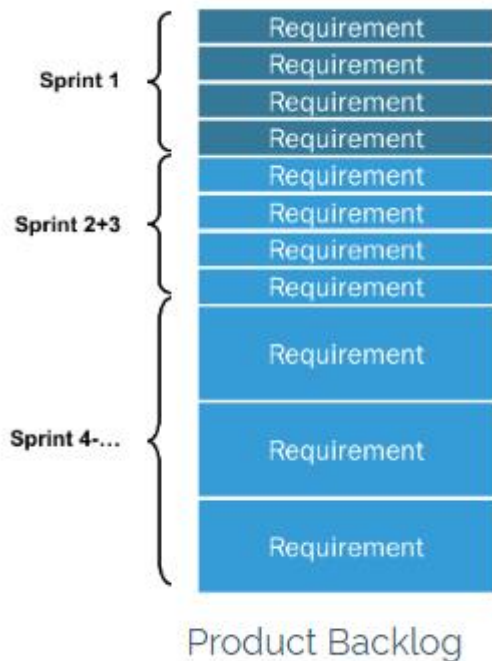 Requirement
Requirement
Sprint 1
Requirement
Requirement
Requirement
Requirement
Sprint 2+3
Requirement
Requirement
Requirement
Sprint 4-...
Requirement
Requirement
Product Backlog